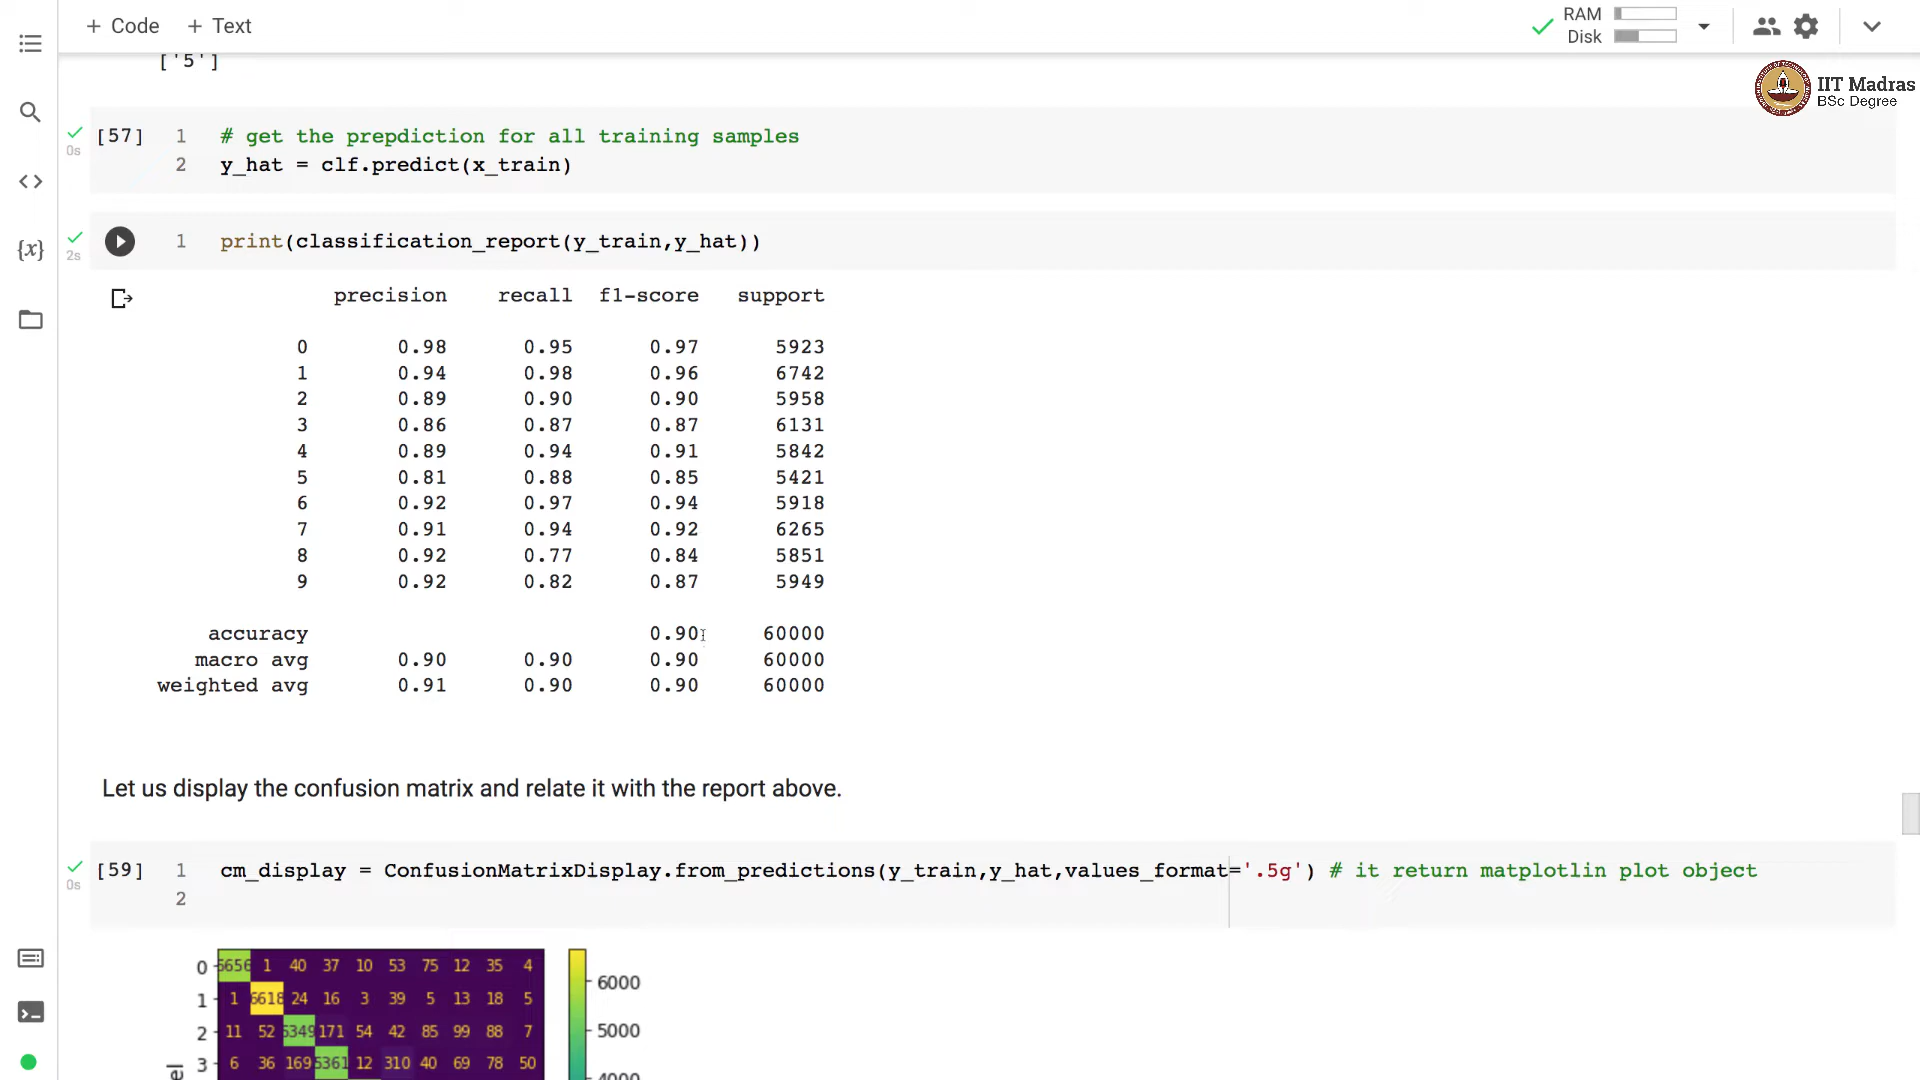 + Code + Text
RAM
Disk
IIT Madras
BSc Degree
['5']
[57] 1 # get the prepdiction for all training samples
0s 2 y_hat = clf.predict(x_train)
1 print(classification_report(y_train,y_hat))
2s
{x}
precision recall f1-score support
0 0.98 0.95 0.97 5923
1 0.94 0.98 0.96 6742
2 0.89 0.90 0.90 5958
3 0.86 0.87 0.87 6131
4 0.89 0.94 0.91 5842
5 0.81 0.88 0.85 5421
6 0.92 0.97 0.94 5918
7 0.91 0.94 0.92 6265
8 0.92 0.77 0.84 5851
9 0.92 0.82 0.87 5949
accuracy 0.90 60000
macro avg 0.90 0.90 0.90 60000
weighted avg 0.91 0.90 0.90 60000
Let us display the confusion matrix and relate it with the report above.
[59] 1 cm_display = ConfusionMatrixDisplay.from_predictions(y_train,y_hat,values_format='.5g') # it return matplotlin plot object
0s 2
0 5656 1 40 37 10 53 75 12 35 4
6000
1 1 6618 24 16 3 39 5 13 18 5
5000
2 11 52 5349 171 54 42 85 99 88 7
3 6 36 169 5361 12 310 40 69 78 50
4000